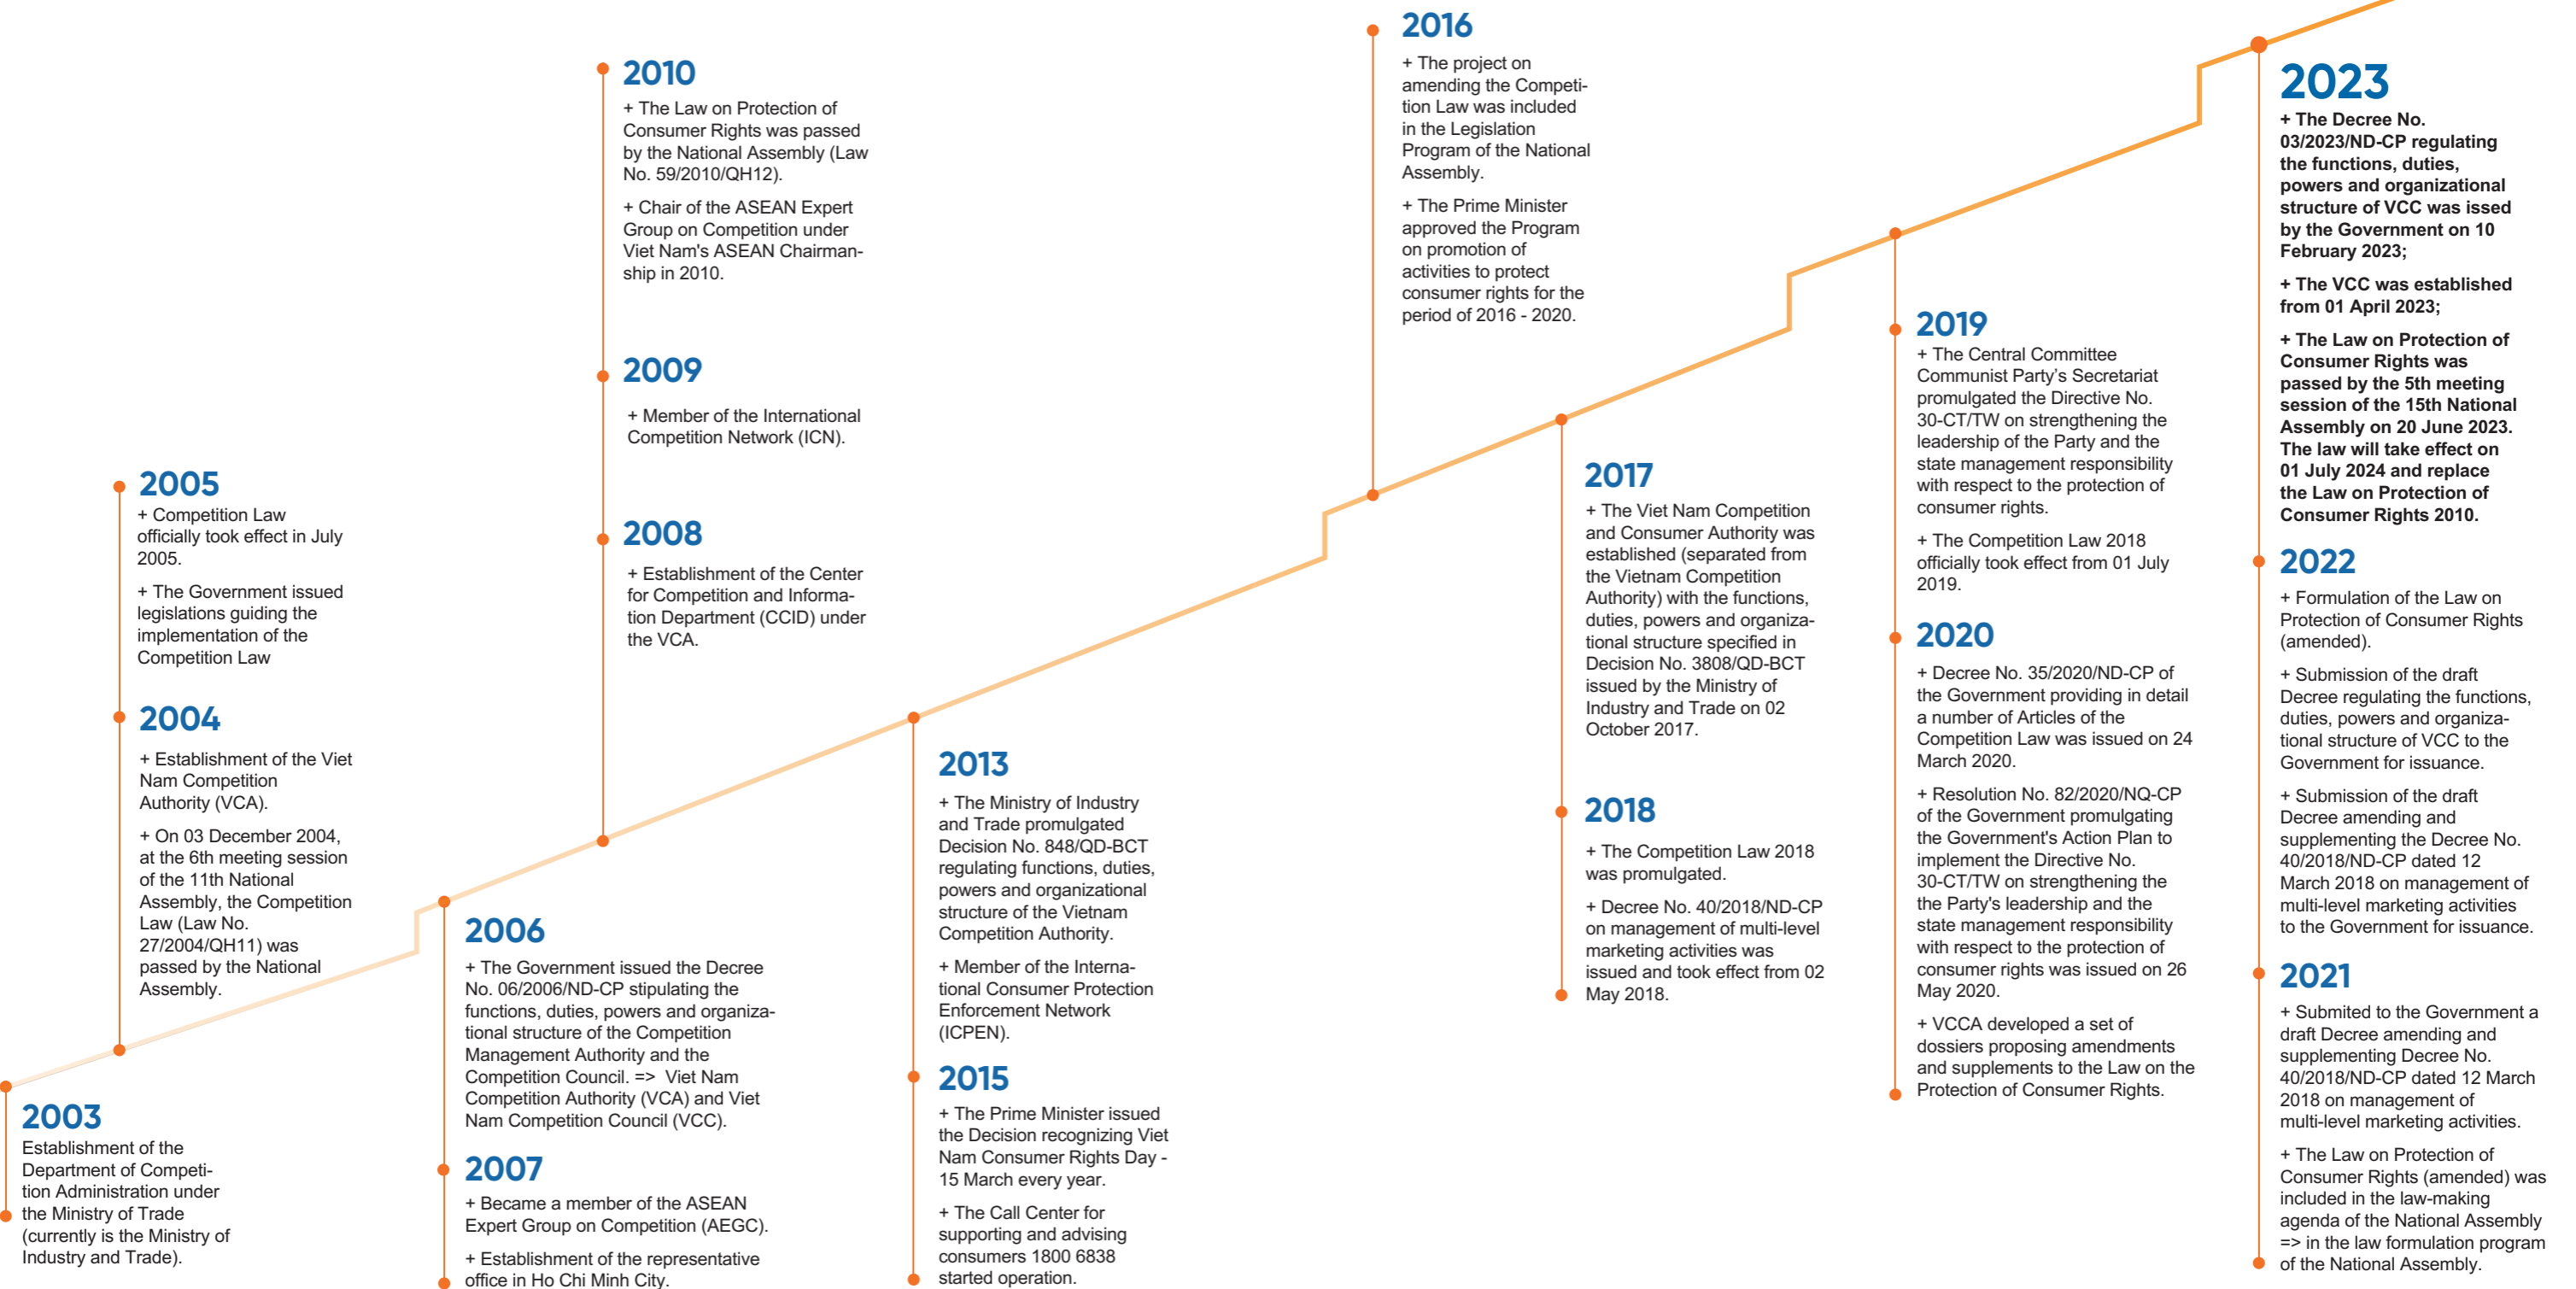 2003
Establishment of the
Department of Competi-
tion Administration under
the Ministry of Trade
(currently is the Ministry of
Industry and Trade).
2005
+ Competition Law
officially took effect in July
2005.
+ The Government issued
legislations guiding the
implementation of the
Competition Law
2004
+ Establishment of the Viet
Nam Competition
Authority (VCA).
+ On 03 December 2004,
at the 6th meeting session
of the 11th National
Assembly, the Competition
Law (Law No.
27/2004/QH11) was
passed by the National
Assembly.
2006
+ The Government issued the Decree
No. 06/2006/ND-CP stipulating the
functions, duties, powers and organiza-
tional structure of the Competition
Management Authority and the
Competition Council. => Viet Nam
Competition Authority (VCA) and Viet
Nam Competition Council (VCC).
2007
+ Became a member of the ASEAN
Expert Group on Competition (AEGC).
+ Establishment of the representative
office in Ho Chi Minh City.
2010
+ The Law on Protection of
Consumer Rights was passed
by the National Assembly (Law
No. 59/2010/QH12).
+ Chair of the ASEAN Expert
Group on Competition under
Viet Nam's ASEAN Chairman-
ship in 2010.
2009
+ Member of the International
Competition Network (ICN).
2008
+ Establishment of the Center
for Competition and Informa-
tion Department (CCID) under
the VCA.
2013
+ The Ministry of Industry
and Trade promulgated
Decision No. 848/QD-BCT
regulating functions, duties,
powers and organizational
structure of the Vietnam
Competition Authority.
+ Member of the Interna-
tional Consumer Protection
Enforcement Network
(ICPEN).
2015
+ The Prime Minister issued
the Decision recognizing Viet
Nam Consumer Rights Day -
15 March every year.
+ The Call Center for
supporting and advising
consumers 1800 6838
started operation.
2016
+ The project on
amending the Competi-
tion Law was included
in the Legislation
Program of the National
Assembly.
+ The Prime Minister
approved the Program
on promotion of
activities to protect
consumer rights for the
period of 2016 - 2020.
2017
+ The Viet Nam Competition
and Consumer Authority was
established (separated from
the Vietnam Competition
Authority) with the functions,
duties, powers and organiza-
tional structure specified in
Decision No. 3808/QD-BCT
issued by the Ministry of
Industry and Trade on 02
October 2017.
2018
+ The Competition Law 2018
was promulgated.
+ Decree No. 40/2018/ND-CP
on management of multi-level
marketing activities was
issued and took effect from 02
May 2018.
2019
+ The Central Committee
Communist Party’s Secretariat
promulgated the Directive No.
30-CT/TW on strengthening the
leadership of the Party and the
state management responsibility
with respect to the protection of
consumer rights.
+ The Competition Law 2018
officially took effect from 01 July
2019.
2020
+ Decree No. 35/2020/ND-CP of
the Government providing in detail
a number of Articles of the
Competition Law was issued on 24
March 2020.
+ Resolution No. 82/2020/NQ-CP
of the Government promulgating
the Government's Action Plan to
implement the Directive No.
30-CT/TW on strengthening the
the Party's leadership and the
state management responsibility
with respect to the protection of
consumer rights was issued on 26
May 2020.
+ VCCA developed a set of
dossiers proposing amendments
and supplements to the Law on the
Protection of Consumer Rights.
2023
+ The Decree No.
03/2023/ND-CP regulating
the functions, duties,
powers and organizational
structure of VCC was issed
by the Government on 10
February 2023;
+ The VCC was established
from 01 April 2023;
+ The Law on Protection of
Consumer Rights was
passed by the 5th meeting
session of the 15th National
Assembly on 20 June 2023.
The law will take effect on
01 July 2024 and replace
the Law on Protection of
Consumer Rights 2010.
2022
+ Formulation of the Law on
Protection of Consumer Rights
(amended).
+ Submission of the draft
Decree regulating the functions,
duties, powers and organiza-
tional structure of VCC to the
Government for issuance.
+ Submission of the draft
Decree amending and
supplementing the Decree No.
40/2018/ND-CP dated 12
March 2018 on management of
multi-level marketing activities
to the Government for issuance.
2021
+ Submited to the Government a
draft Decree amending and
supplementing Decree No.
40/2018/ND-CP dated 12 March
2018 on management of
multi-level marketing activities.
+ The Law on Protection of
Consumer Rights (amended) was
included in the law-making
agenda of the National Assembly
=> in the law formulation program
of the National Assembly.